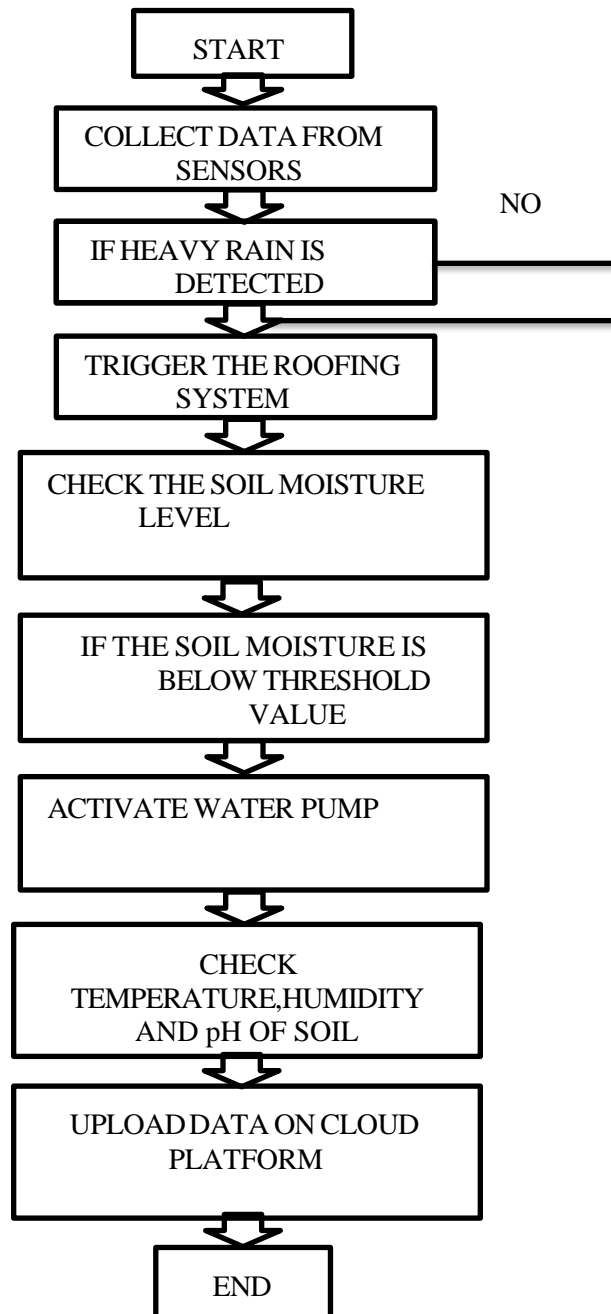 START
COLLECT DATA FROM
SENSORS
NO
IF HEAVY RAIN IS
DETECTED
TRIGGER THE ROOFING
SYSTEM
CHECK THE SOIL MOISTURE
LEVEL
IF THE SOIL MOISTURE IS
BELOW THRESHOLD
VALUE
ACTIVATE WATER PUMP
CHECK
TEMPERATURE,HUMIDITY
AND pH OF SOIL
UPLOAD DATA ON CLOUD
PLATFORM
END